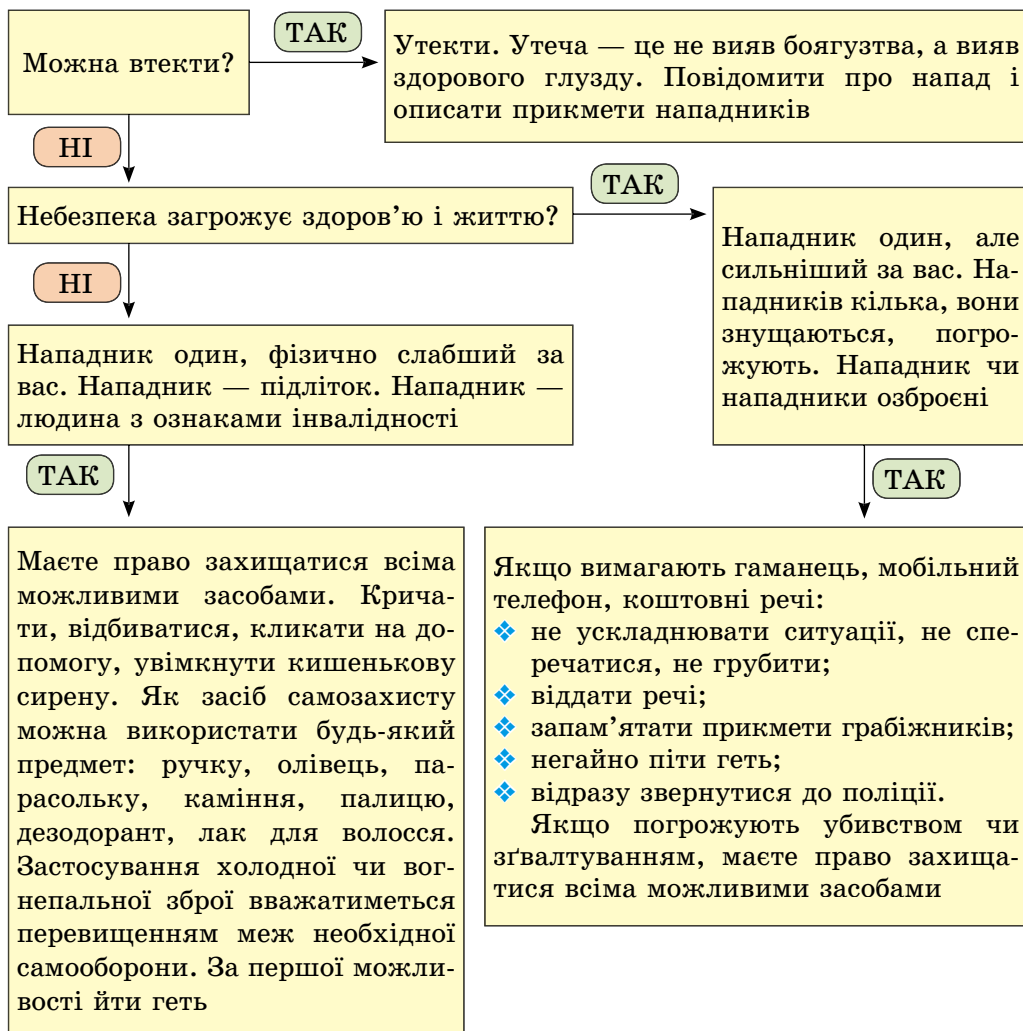 Можна втекти?
ТАК
Утекти. Утеча — це не вияв боягузтва, а вияв
здорового глузду. Повідомити про напад і
описати прикмети нападників
НІ
Небезпека загрожує здоров’ю і життю?
ТАК
Нападник один, але
сильніший за вас. На-
падників кілька, вони
знущаються, погро-
жують. Нападник чи
нападники озброєні
НІ
Нападник один, фізично слабший за
вас. Нападник — підліток. Нападник —
людина з ознаками інвалідності
ТАК
Маєте право захищатися всіма
можливими засобами. Крича-
ти, відбиватися, кликати на до-
помогу, увімкнути кишенькову
сирену. Як засіб самозахисту
можна використати будь-який
предмет: ручку, олівець, па-
расольку, каміння, палицю,
дезодорант, лак для волосся.
Застосування холодної чи вог-
непальної зброї вважатиметься
перевищенням меж необхідної
самооборони. За першої можли-
вості йти геть
ТАК
Якщо вимагають гаманець, мобільний
телефон, коштовні речі:
❖ не ускладнювати ситуації, не спе-
речатися, не грубити;
❖ віддати речі;
❖ запам’ятати прикмети грабіжників;
❖ негайно піти геть;
❖ відразу звернутися до поліції.
Якщо погрожують убивством чи
зґвалтуванням, маєте право захища-
тися всіма можливими засобами